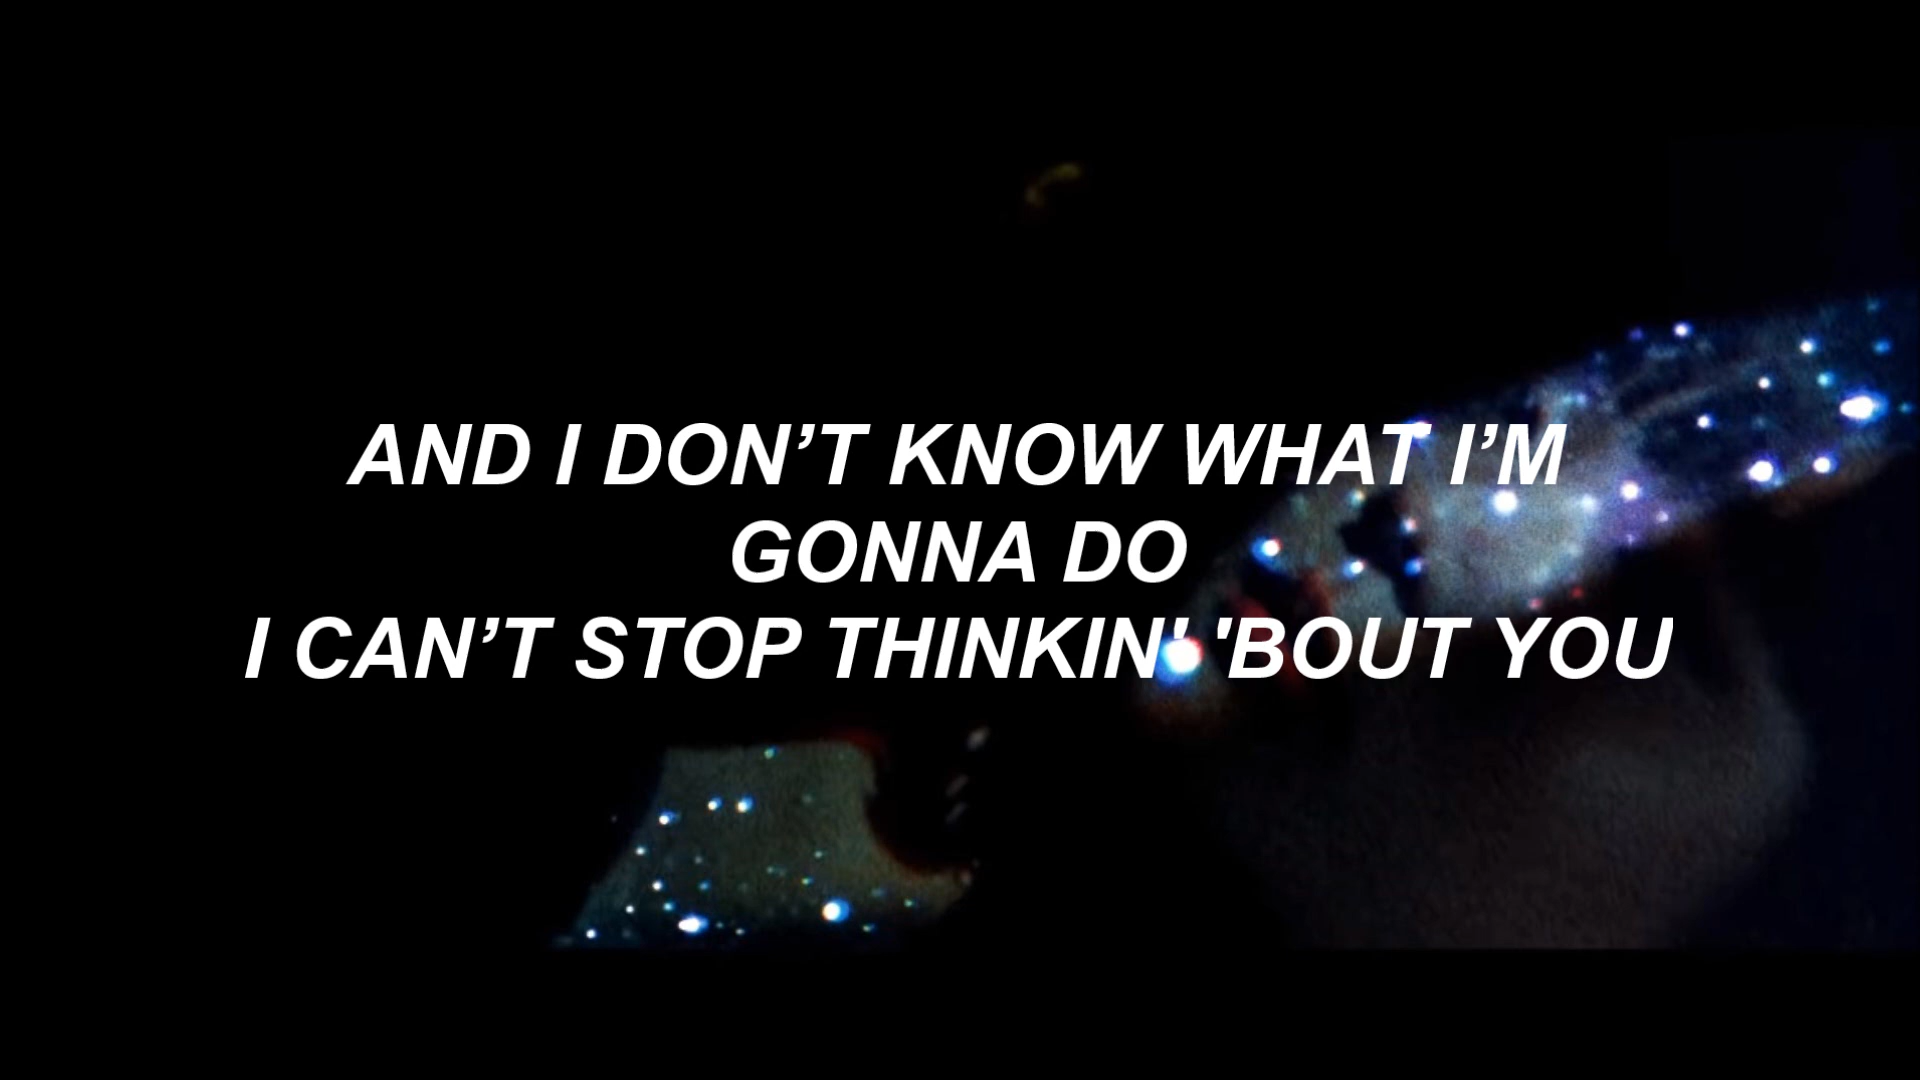 AND I DON’T KNOW WHAT I’M
GONNA DO
I CAN’T STOP THINKIN' 'BOUT YOU